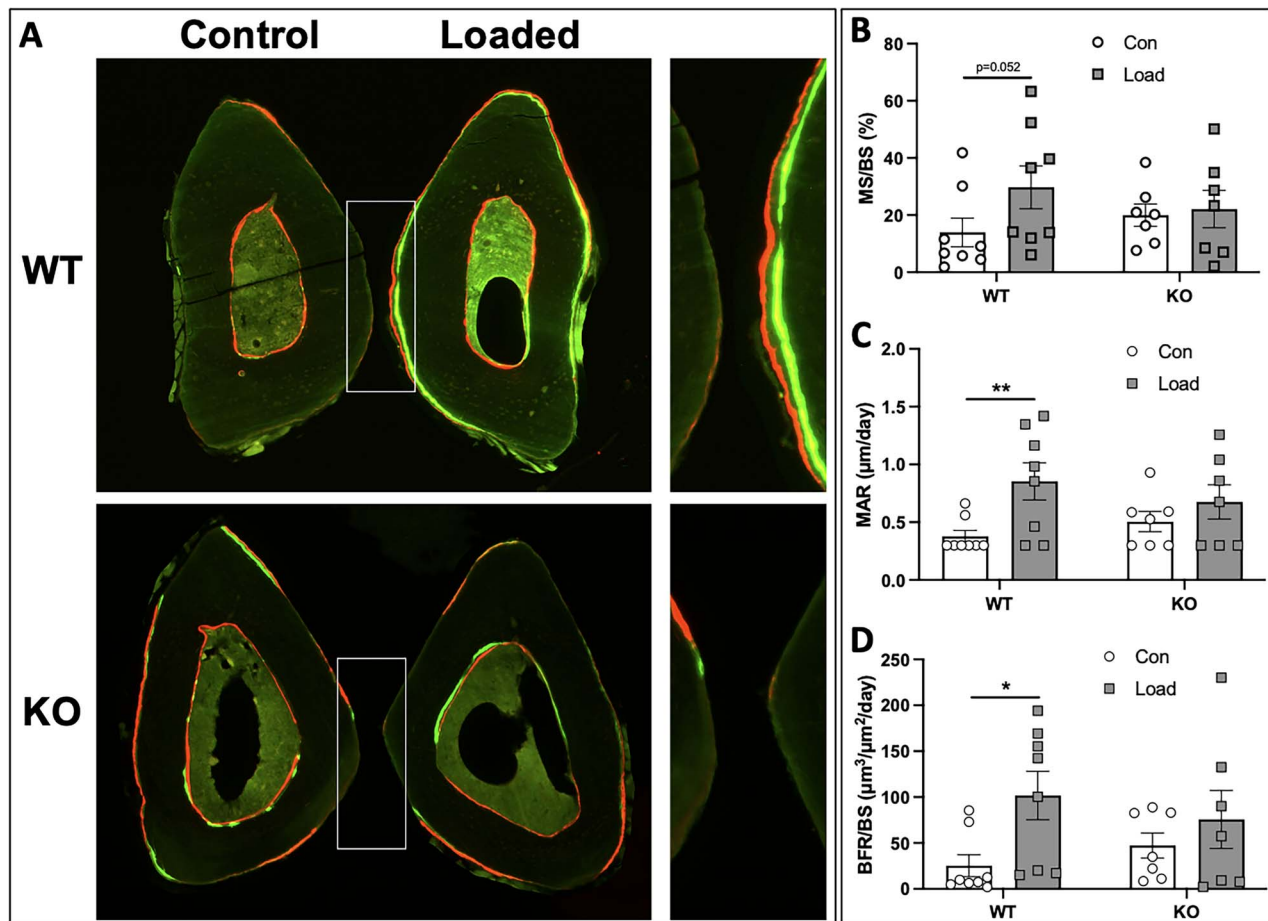 A
Control Loaded
WT
KO
B
Con
Load
p=0.052
MS/BS (%)
80
60
40
20
0
WT KO
C
Con
Load
**
MAR (µm/day)
2.0
1.5
1.0
0.5
0.0
WT KO
D
Con
Load
*
BFR/BS (µm³/µm²/day)
250
200
150
100
50
0
WT KO